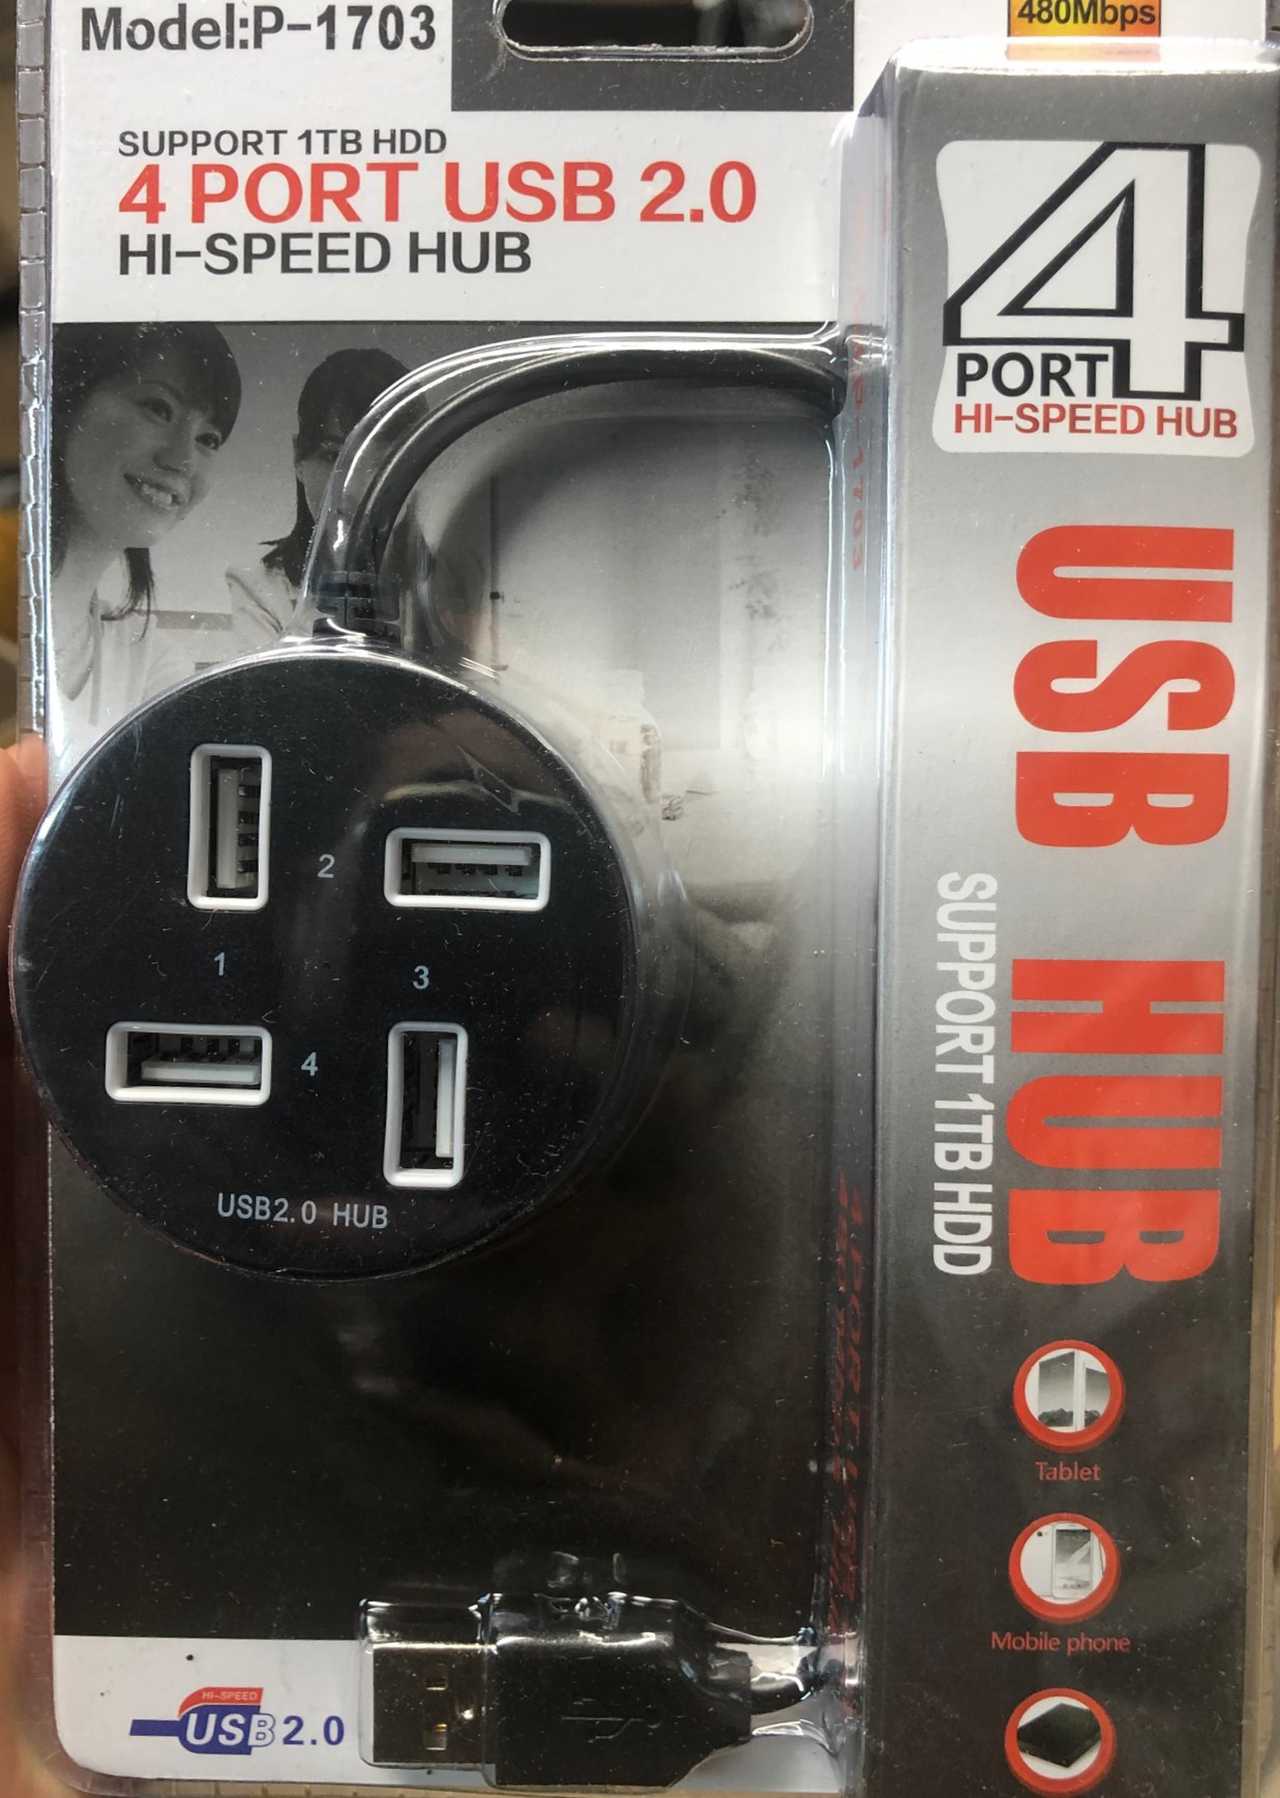 Model:P-1703
480Mbps
SUPPORT 1TB HDD
4 PORT USB 2.0
HI-SPEED HUB
4
PORT
HI-SPEED HUB
USB HUB
SUPPORT 1TB HDD
2
1
3
4
USB2.0 HUB
Tablet
Mobile phone
HI-SPEED
USB 2.0